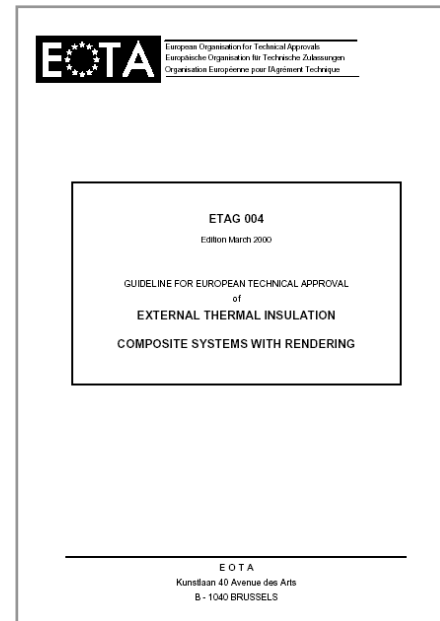 EOTA
European Organisation for Technical Approvals
Europäische Organisation für Technische Zulassungen
Organisation Européenne pour l'Agrément Technique
ETAG 004
Edition March 2000
GUIDELINE FOR EUROPEAN TECHNICAL APPROVAL
of
EXTERNAL THERMAL INSULATION
COMPOSITE SYSTEMS WITH RENDERING
E O T A
Kunstlaan 40 Avenue des Arts
B - 1040 BRUSSELS